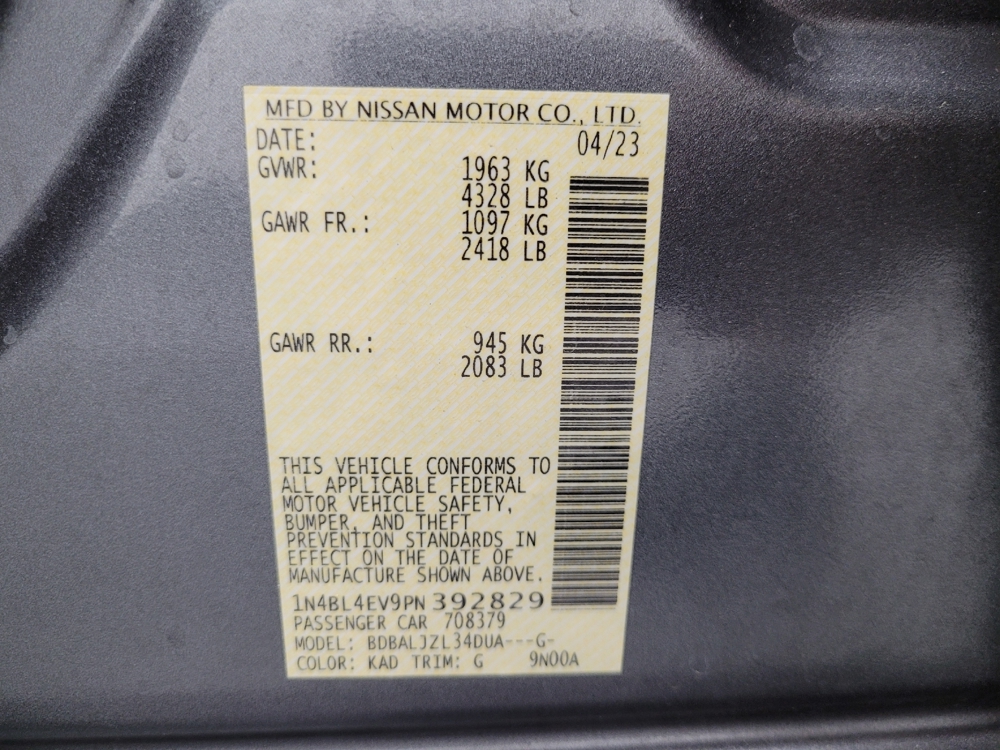 MFD BY NISSAN MOTOR CO., LTD.
DATE: 04/23
GVWR: 1963 KG
4328 LB
GAWR FR.: 1097 KG
2418 LB
GAWR RR.: 945 KG
2083 LB
THIS VEHICLE CONFORMS TO
ALL APPLICABLE FEDERAL
MOTOR VEHICLE SAFETY,
BUMPER, AND THEFT
PREVENTION STANDARDS IN
EFFECT ON THE DATE OF
MANUFACTURE SHOWN ABOVE.
1N4BL4EV9PN392829
PASSENGER CAR 708379
MODEL: BDBALJZL34DUA---G-
COLOR: KAD TRIM: G 9N00A